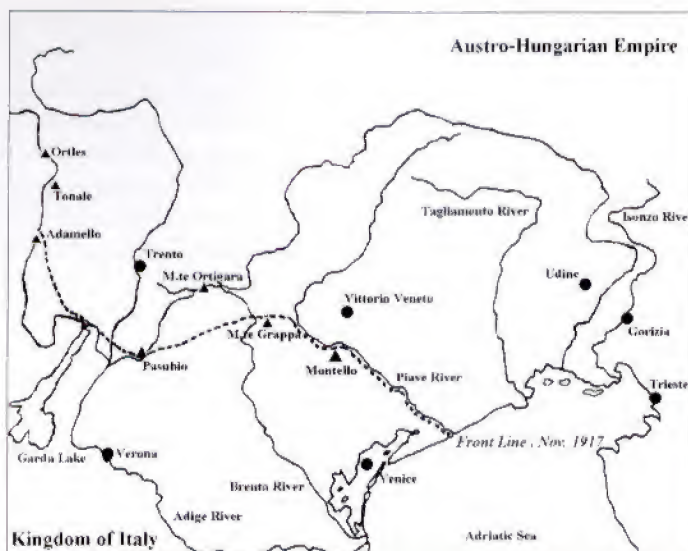 Austro-Hungarian Empire
Ortles
Tonale
Adamello
Trento
M.te Ortigara
Tagliamento River
Isonzo River
Udine
Vittorio Veneto
Gorizia
M.te Grappa
Pasubio
Montello
Piave River
Trieste
Front Line , Nov. 1917
Garda Lake
Verona
Venice
Brenta River
Adige River
Kingdom of Italy
Adriatic Sea